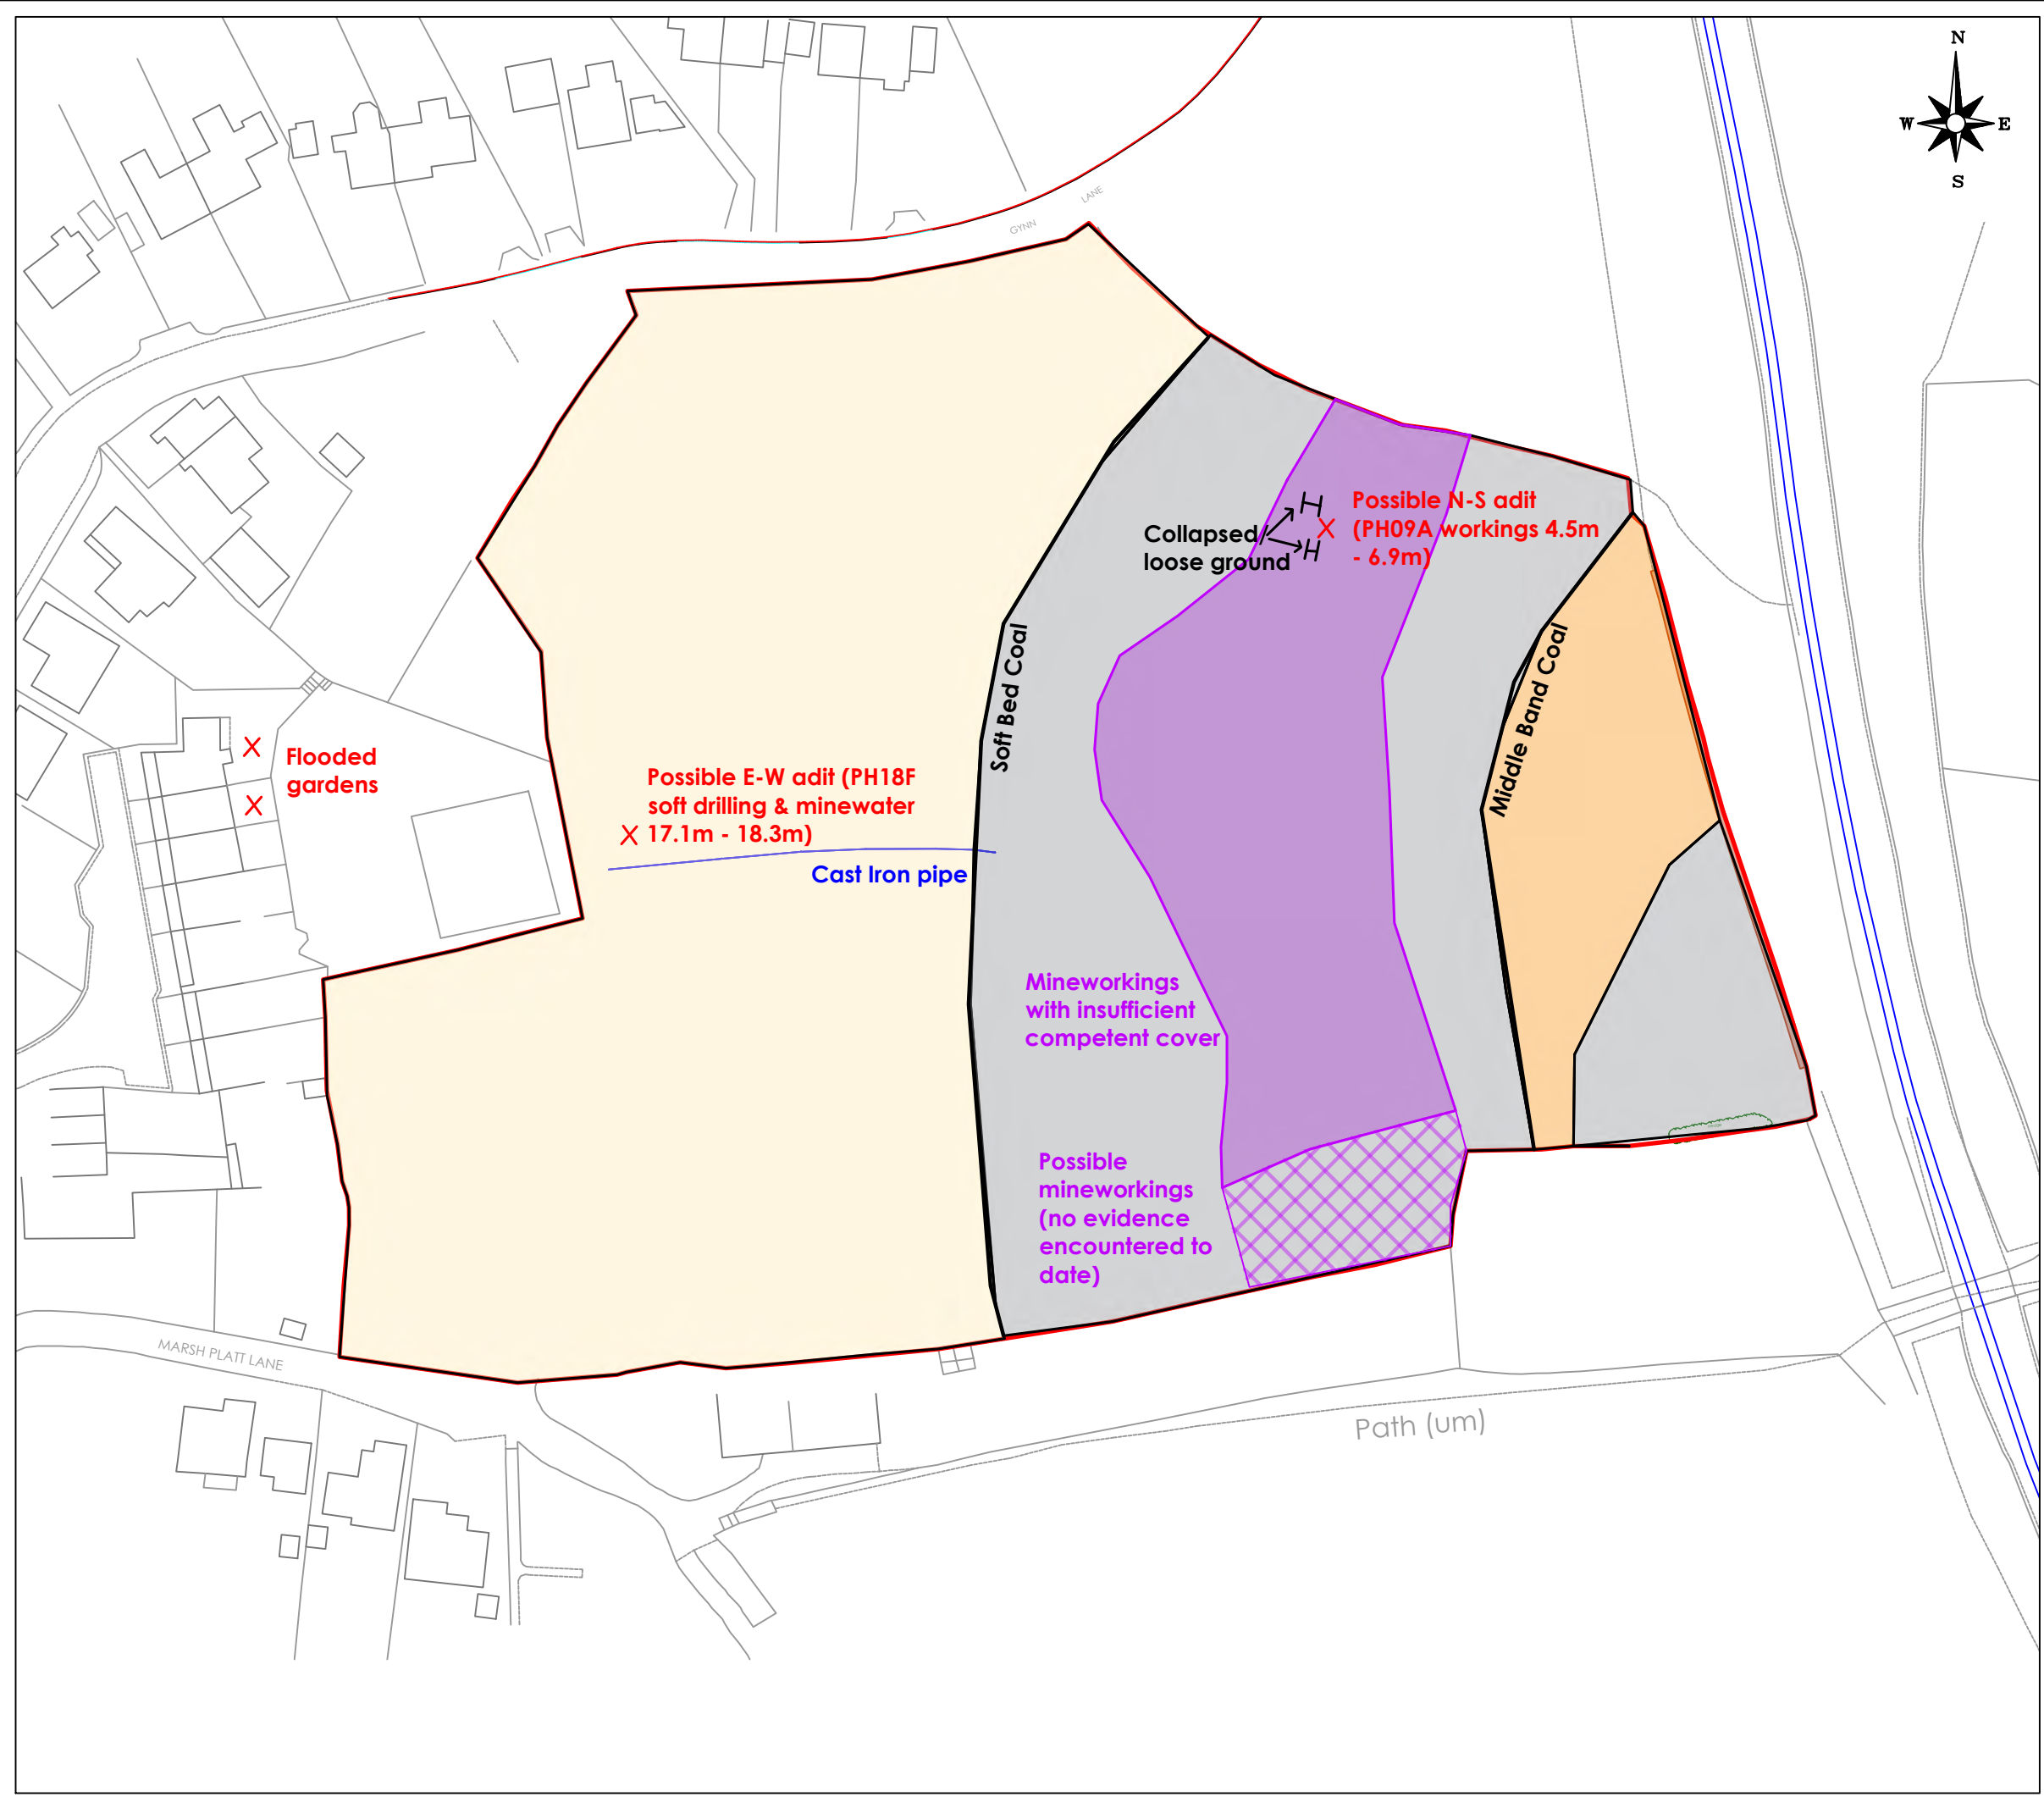 N
W E
S
GYNN LANE
Collapsed/
loose ground
Possible N-S adit
(PH09A workings 4.5m
- 6.9m)
Soft Bed Coal
Middle Band Coal
Flooded
gardens
Possible E-W adit (PH18F
soft drilling & minewater
17.1m - 18.3m)
Cast Iron pipe
Mineworkings
with insufficient
competent cover
Possible
mineworkings
(no evidence
encountered to
date)
MARSH PLATT LANE
Path (um)